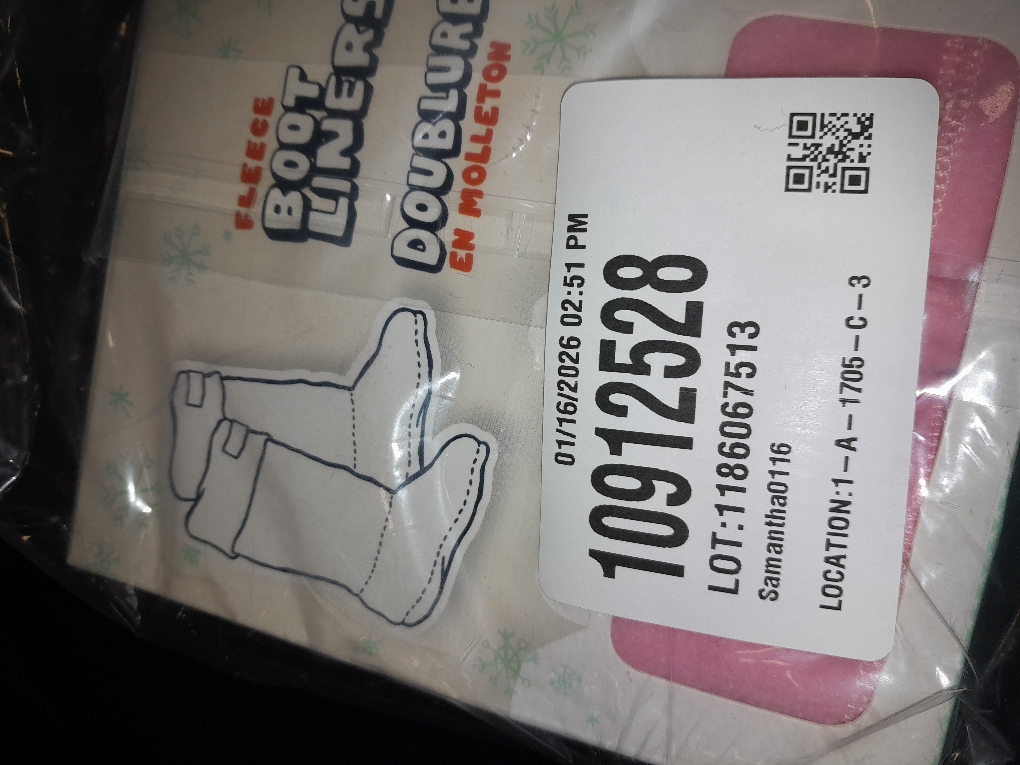 FLEECE
BOOT
LINERS
DOUBLURE
EN MOLLETON
01/16/2026 02:51 PM
10912528
LOT:1186067513
Samantha0116
LOCATION:1-A-1705-C-3